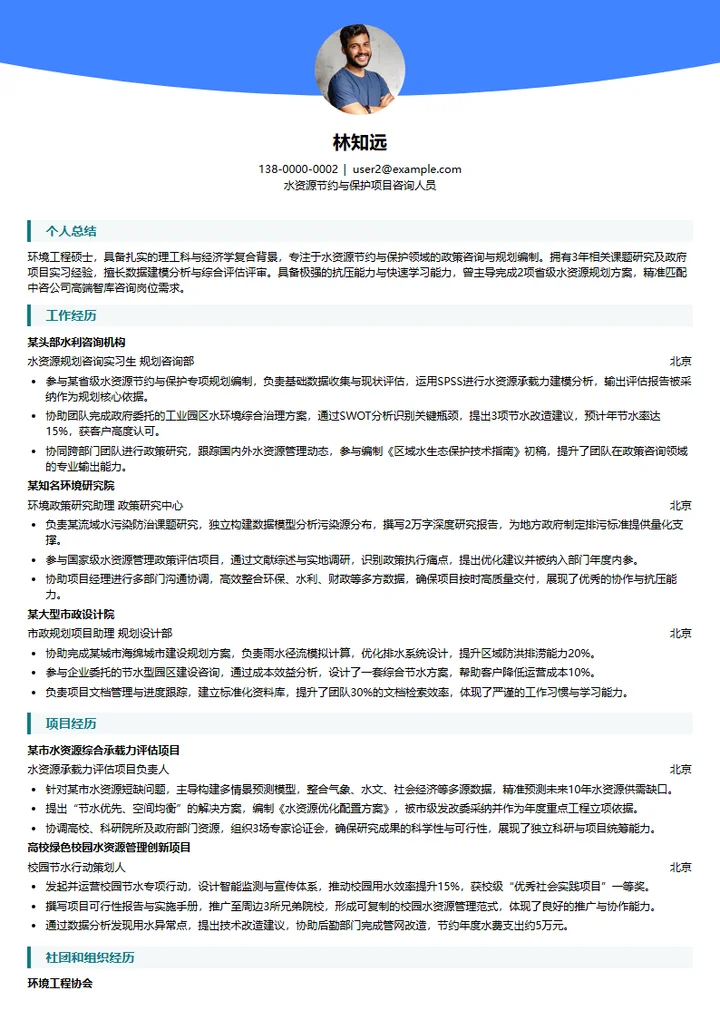 林知远
138-0000-0002 | user2@example.com
水资源节约与保护项目咨询人员
个人总结
环境工程硕士，具备扎实的理工科与经济学复合背景，专注于水资源节约与保护领域的政策咨询与规划编制。拥有3年相关课题研究及政府
项目实习经验，擅长数据建模分析与综合评估评审。具备极强的抗压能力与快速学习能力，曾主导完成2项省级水资源规划方案，精准匹配
中咨公司高端智库咨询岗位需求。
工作经历
某头部水利咨询机构
水资源规划咨询实习生 规划咨询部 北京
• 参与某省级水资源节约与保护专项规划编制，负责基础数据收集与现状评估，运用SPSS进行水资源承载力建模分析，输出评估报告被采
纳作为规划核心依据。
• 协助团队完成政府委托的工业园区水环境综合治理方案，通过SWOT分析识别关键瓶颈，提出3项节水改造建议，预计年节水率达
15%，获客户高度认可。
• 协同跨部门团队进行政策研究，跟踪国内外水资源管理动态，参与编制《区域水生态保护技术指南》初稿，提升了团队在政策咨询领域
的专业输出能力。
某知名环境研究院
环境政策研究助理 政策研究中心 北京
• 负责某流域水污染防治课题研究，独立构建数据模型分析污染源分布，撰写2万字深度研究报告，为地方政府制定排污标准提供量化支
撑。
• 参与国家级水资源管理政策评估项目，通过文献综述与实地调研，识别政策执行痛点，提出优化建议并被纳入部门年度内参。
• 协助项目经理进行多部门沟通协调，高效整合环保、水利、财政等多方数据，确保项目按时高质量交付，展现了优秀的协作与抗压能
力。
某大型市政设计院
市政规划项目助理 规划设计部 北京
• 协助完成某城市海绵城市建设规划方案，负责雨水径流模拟计算，优化排水系统设计，提升区域防洪排涝能力20%。
• 参与企业委托的节水型园区建设咨询，通过成本效益分析，设计了一套综合节水方案，帮助客户降低运营成本10%。
• 负责项目文档管理与进度跟踪，建立标准化资料库，提升了团队30%的文档检索效率，体现了严谨的工作习惯与学习能力。
项目经历
某市水资源综合承载力评估项目
水资源承载力评估项目负责人 北京
• 针对某市水资源短缺问题，主导构建多情景预测模型，整合气象、水文、社会经济等多源数据，精准预测未来10年水资源供需缺口。
• 提出“节水优先、空间均衡”的解决方案，编制《水资源优化配置方案》，被市级发改委采纳并作为年度重点工程立项依据。
• 协调高校、科研院所及政府部门资源，组织3场专家论证会，确保研究成果的科学性与可行性，展现了独立科研与项目统筹能力。
高校绿色校园水资源管理创新项目
校园节水行动策划人 北京
• 发起并运营校园节水专项行动，设计智能监测与宣传体系，推动校园用水效率提升15%，获校级“优秀社会实践项目”一等奖。
• 撰写项目可行性报告与实施手册，推广至周边3所兄弟院校，形成可复制的校园水资源管理范式，体现了良好的推广与协作能力。
• 通过数据分析发现用水异常点，提出技术改造建议，协助后勤部门完成管网改造，节约年度水费支出约5万元。
社团和组织经历
环境工程协会